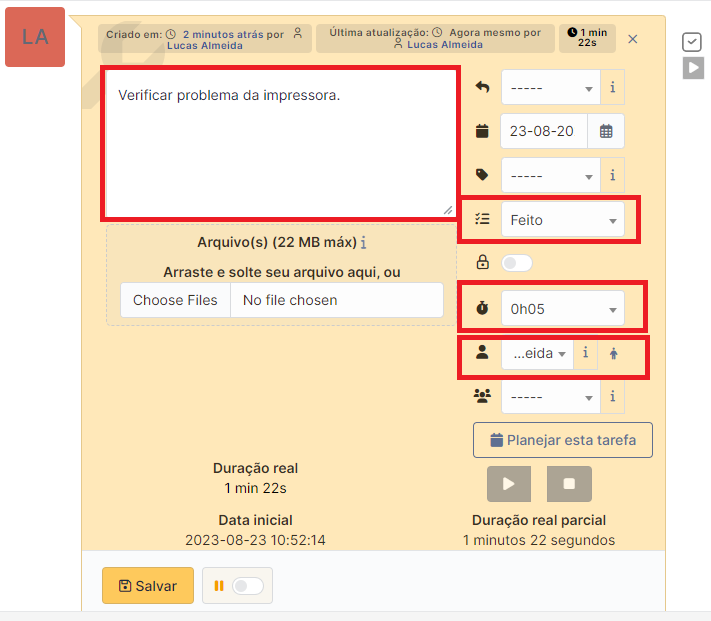 LA
Criado em: 2 minutos atrás por
Lucas Almeida
Última atualização: Agora mesmo por
Lucas Almeida
1 min
22s
Verificar problema da impressora.
-----
23-08-20
-----
Feito
Arquivo(s) (22 MB máx)
Arraste e solte seu arquivo aqui, ou
Choose Files No file chosen
0h05
...eida
-----
Planejar esta tarefa
Duração real
1 min 22s
Data inicial
2023-08-23 10:52:14
Duração real parcial
1 minutos 22 segundos
Salvar